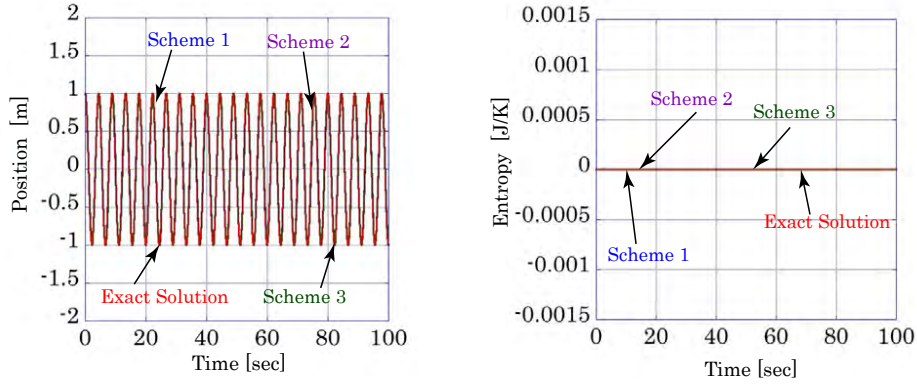 2
1.5
1
0.5
0
-0.5
-1
-1.5
-2
Position [m]
Scheme 1
Scheme 2
Exact Solution
Scheme 3
0 20 40 60 80 100
Time [sec]
0.0015
0.001
0.0005
0
-0.0005
-0.001
-0.0015
Entropy [J/K]
Scheme 2
Scheme 3
Scheme 1
Exact Solution
0 20 40 60 80 100
Time [sec]